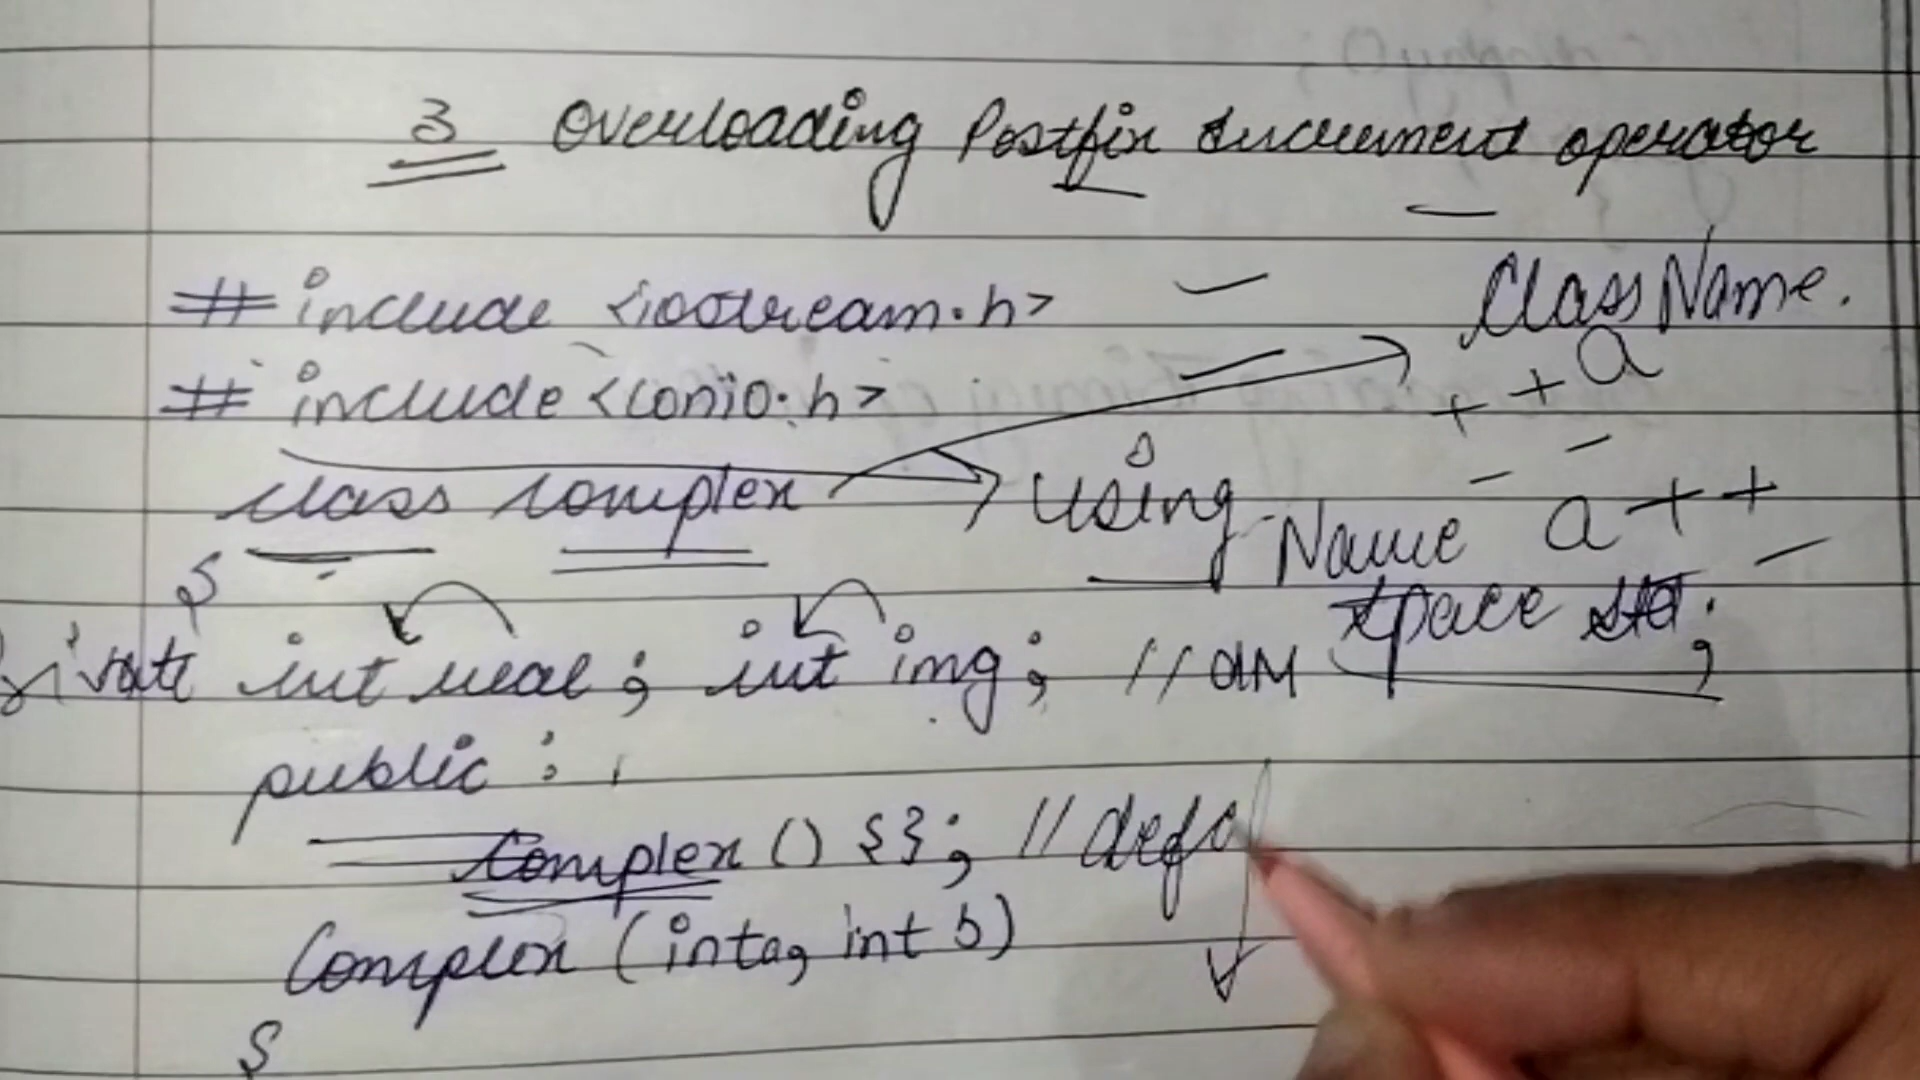 3 Overloading Postfix Increment operator
# include <iostream.h>
# include <conio.h>
class complex
{
private int real; int img; // DM
public:
Complex () {}; // defa
Complex (int a, int b)
{
Class Name.
++a
using Name space std;
a++